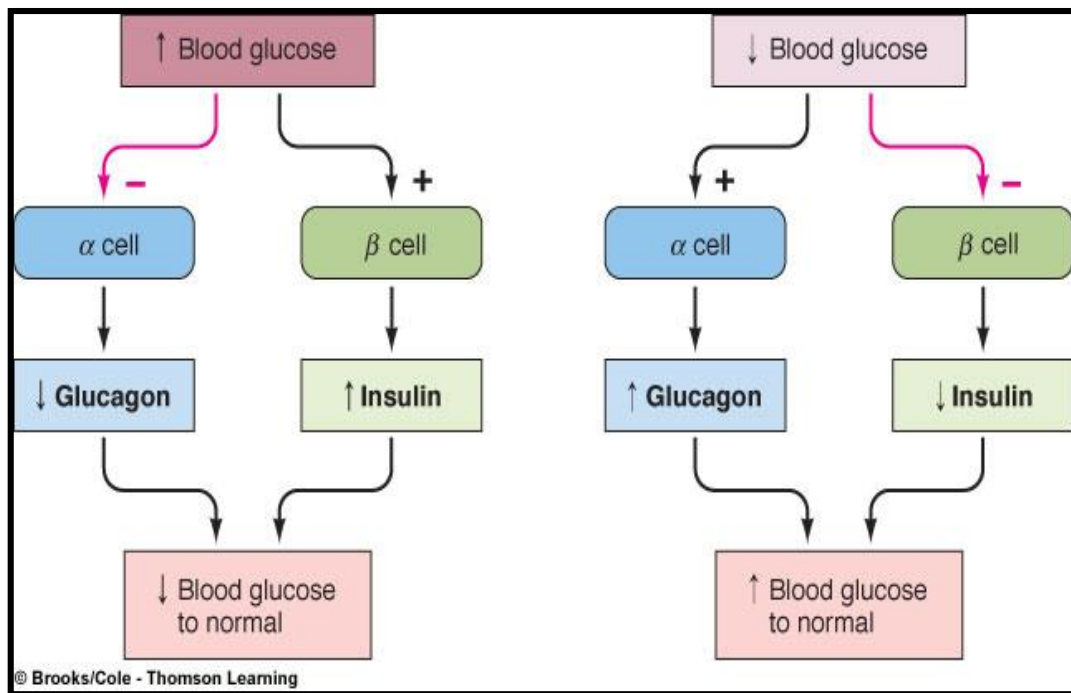 ↑ Blood glucose
↓ Blood glucose
−
+
+
−
α cell
β cell
α cell
β cell
↓ Glucagon
↑ Insulin
↑ Glucagon
↓ Insulin
↓ Blood glucose
to normal
↑ Blood glucose
to normal
© Brooks/Cole - Thomson Learning